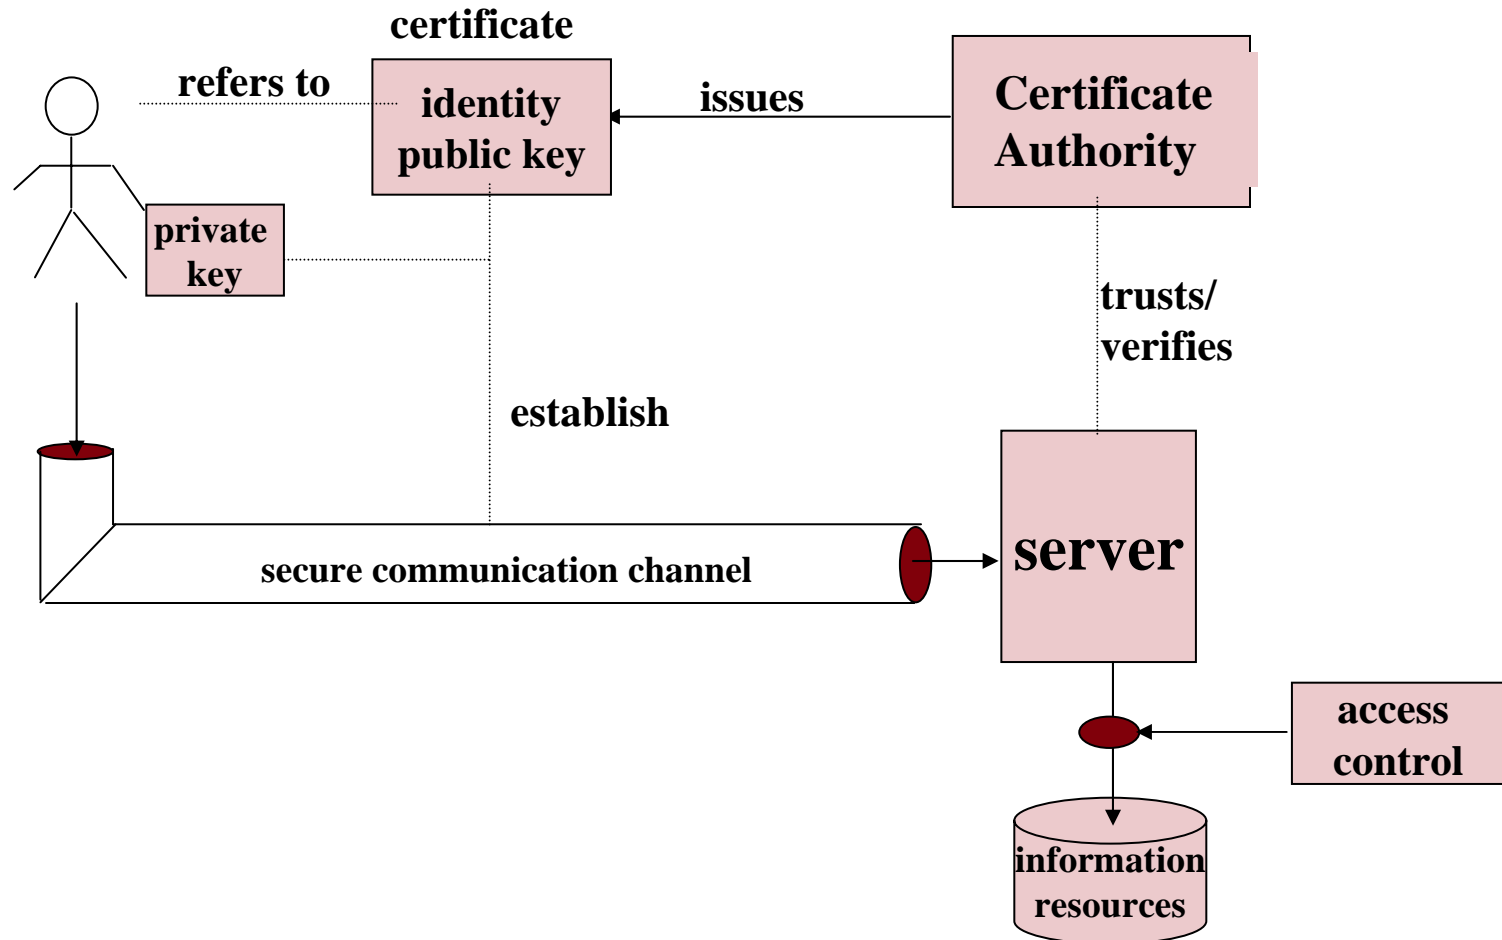 certificate
refers to
identity
public key
issues
Certificate
Authority
private
key
trusts/
verifies
establish
secure communication channel
server
access
control
information
resources